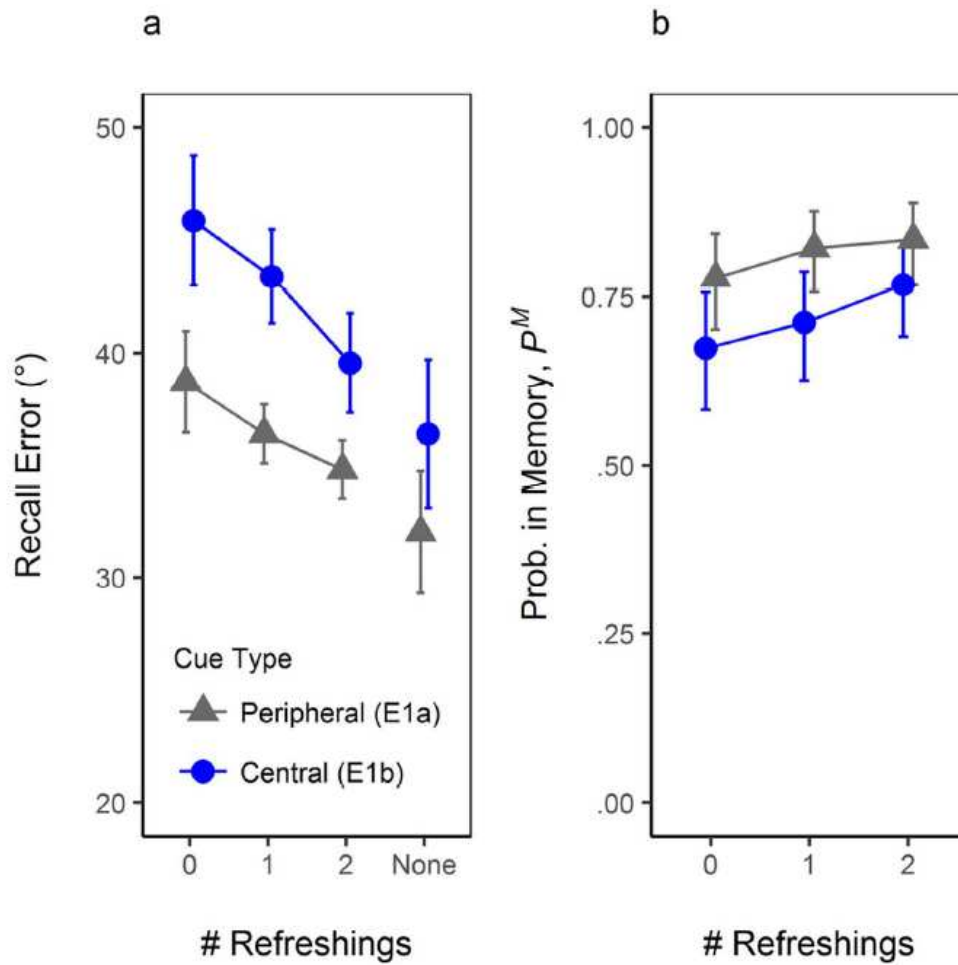 a
Recall Error (°)
50
40
30
20
Cue Type
Peripheral (E1a)
Central (E1b)
0 1 2 None
# Refreshings
b
Prob. in Memory, P^M
1.00
0.75
.50
.25
.00
0 1 2
# Refreshings